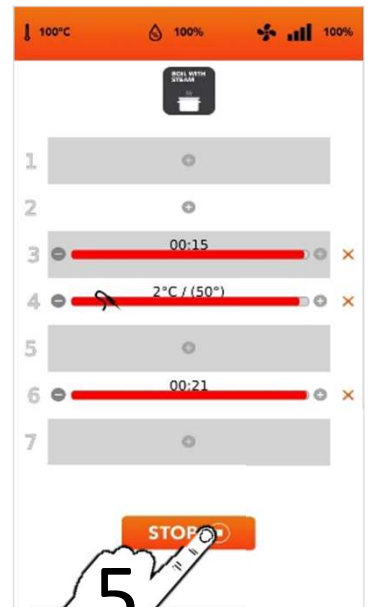 100°C 100% 100%
BOIL WITH
STEAM
1
2
3 00:15
4 2°C / (50°)
5
6 00:21
7
STOP
5